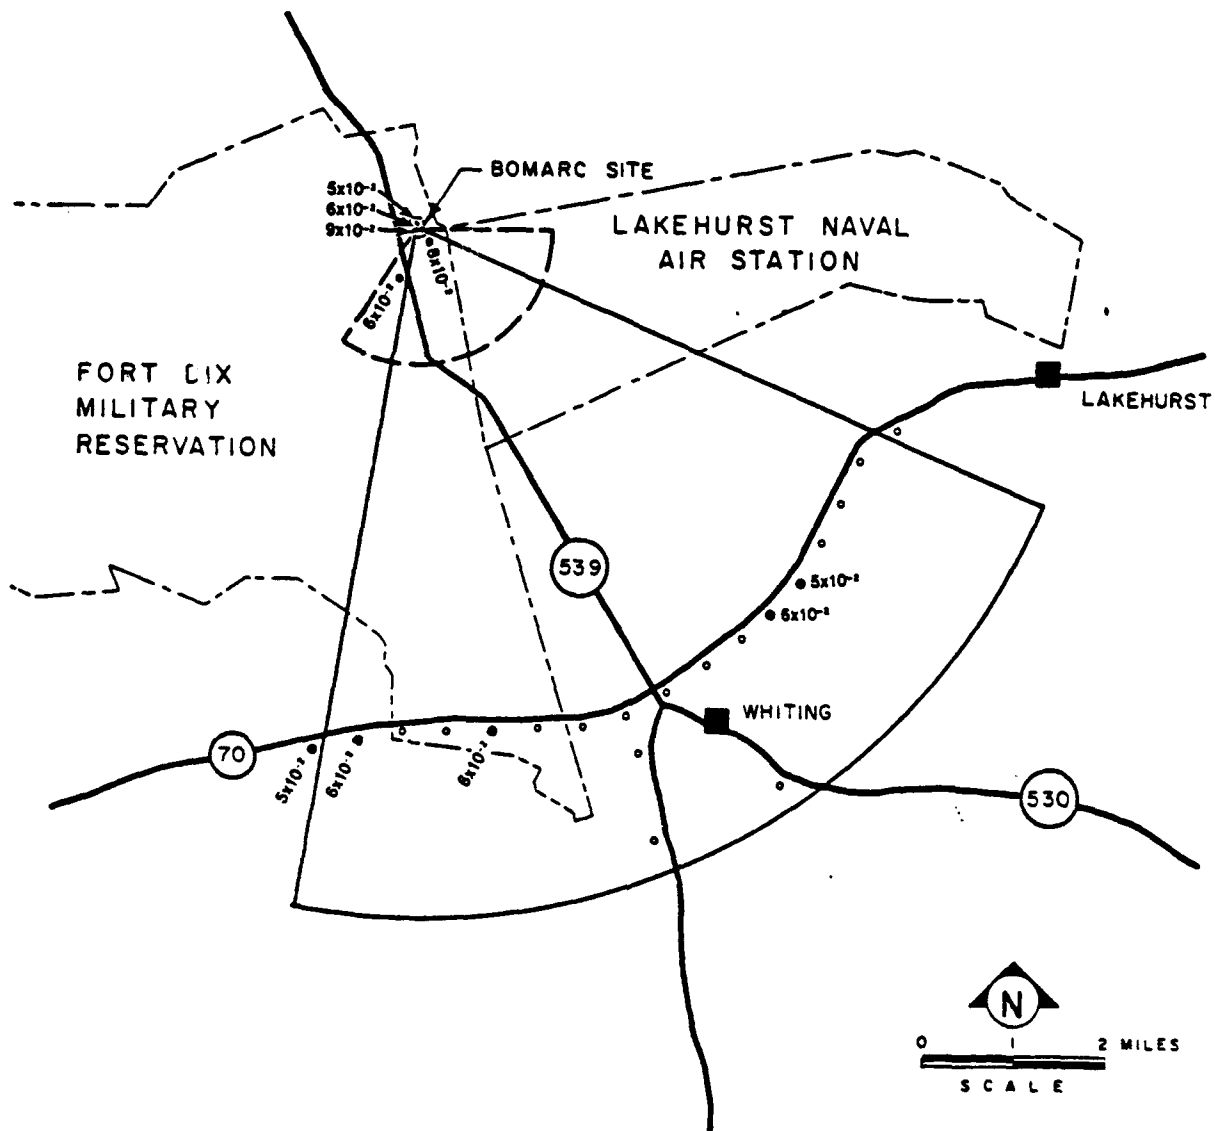 BOMARC SITE
5x10⁻²
6x10⁻²
9x10⁻²
8x10⁻²
6x10⁻²
LAKEHURST NAVAL
AIR STATION
FORT DIX
MILITARY
RESERVATION
LAKEHURST
539
5x10⁻²
6x10⁻²
WHITING
70
5x10⁻²
6x10⁻²
6x10⁻²
530
N
0 1 2 MILES
SCALE